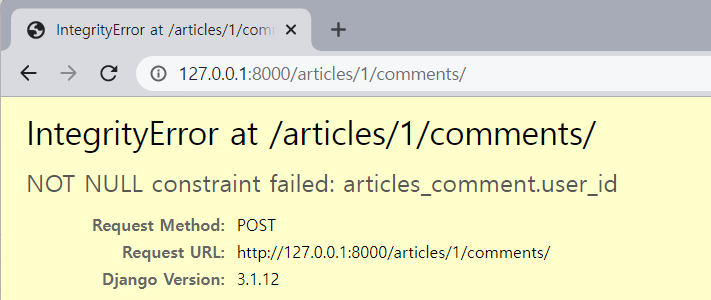 IntegrityError at /articles/1/com
127.0.0.1:8000/articles/1/comments/
IntegrityError at /articles/1/comments/
NOT NULL constraint failed: articles_comment.user_id
Request Method: POST
Request URL: http://127.0.0.1:8000/articles/1/comments/
Django Version: 3.1.12